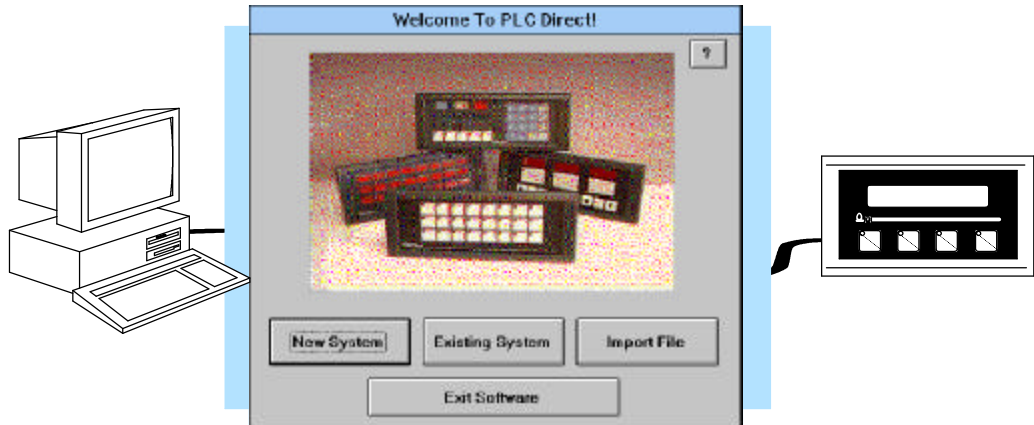 Welcome To PLC Direct!
?
New System
Existing System
Import File
Exit Software